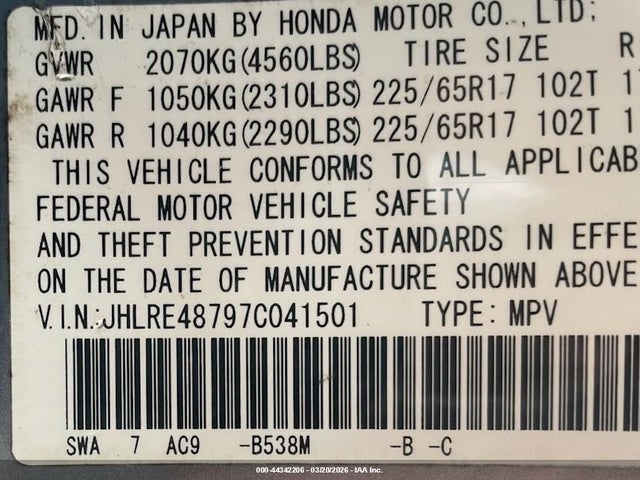 MFD. IN JAPAN BY HONDA MOTOR CO., LTD;
GVWR 2070KG(4560LBS) TIRE SIZE R
GAWR F 1050KG(2310LBS) 225/65R17 102T 1
GAWR R 1040KG(2290LBS) 225/65R17 102T 1
THIS VEHICLE CONFORMS TO ALL APPLICAB
FEDERAL MOTOR VEHICLE SAFETY
AND THEFT PREVENTION STANDARDS IN EFFE
ON THE DATE OF MANUFACTURE SHOWN ABOVE
V.I.N.:JHLRE48797C041501 TYPE: MPV
SWA 7 AC9 -B538M -B -C
000-44342206 - 03/20/2026 - IAA Inc.